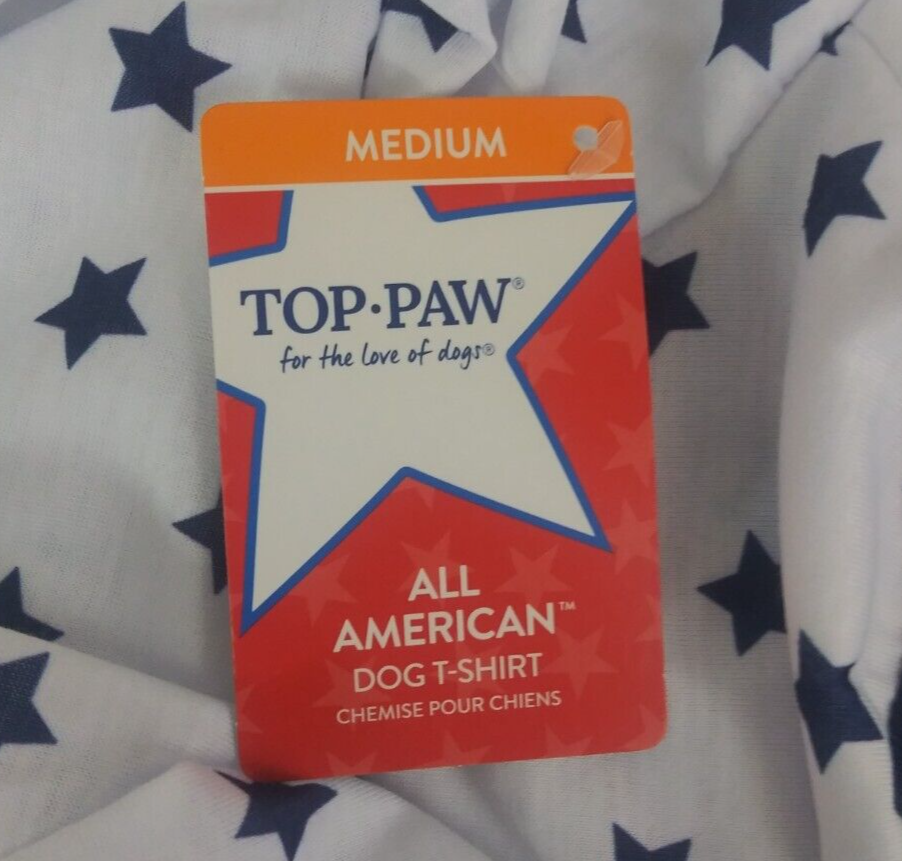 MEDIUM
TOP·PAW®
for the love of dogs®
ALL
AMERICAN™
DOG T-SHIRT
CHEMISE POUR CHIENS